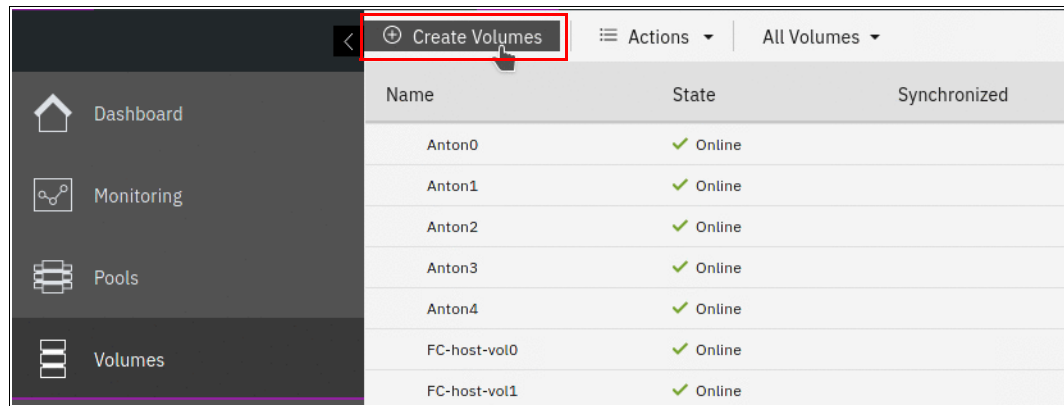 Create Volumes Actions All Volumes
Name State Synchronized
Dashboard
Anton0 Online
Anton1 Online
Monitoring
Anton2 Online
Anton3 Online
Pools
Anton4 Online
FC-host-vol0 Online
Volumes
FC-host-vol1 Online